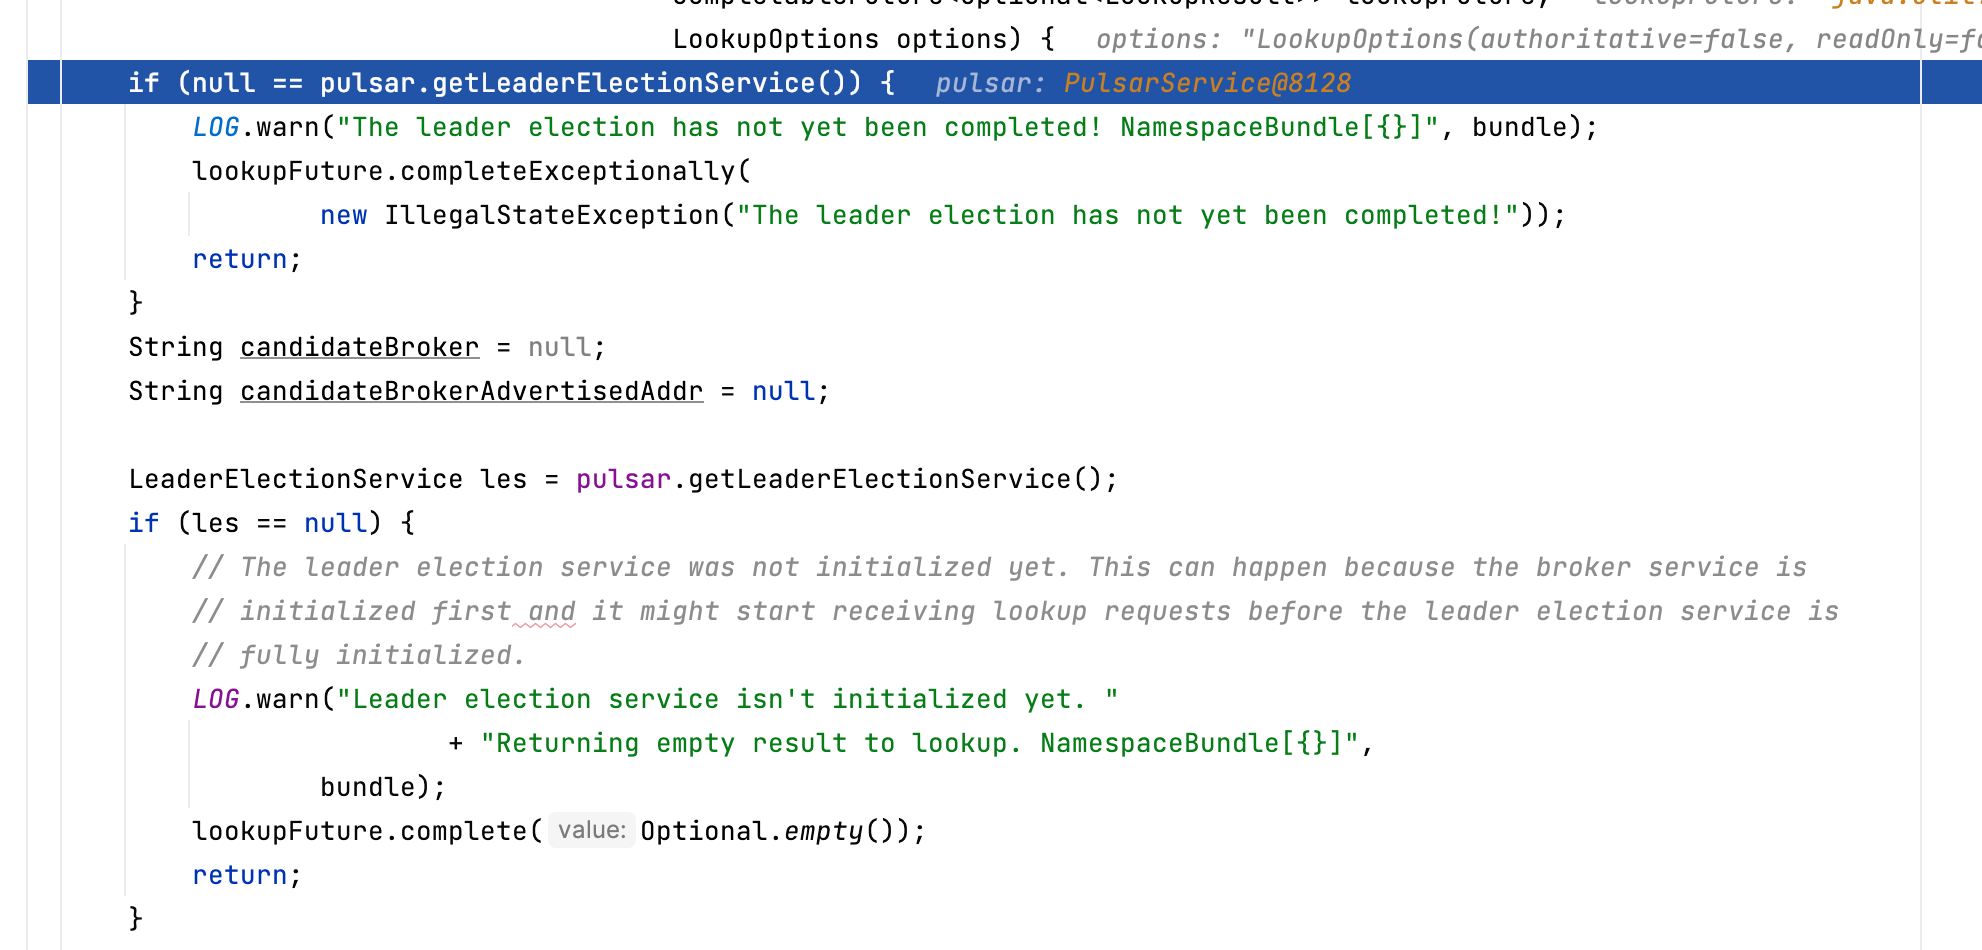 LookupOptions options) {   options: "LookupOptions(authoritative=false, readOnly=
if (null == pulsar.getLeaderElectionService()) {   pulsar: PulsarService@8128
LOG.warn("The leader election has not yet been completed! NamespaceBundle[{}]", bundle);
lookupFuture.completeExceptionally(
new IllegalStateException("The leader election has not yet been completed!"));
return;
}
String candidateBroker = null;
String candidateBrokerAdvertisedAddr = null;
LeaderElectionService les = pulsar.getLeaderElectionService();
if (les == null) {
// The leader election service was not initialized yet. This can happen because the broker service is
// initialized first and it might start receiving lookup requests before the leader election service is
// fully initialized.
LOG.warn("Leader election service isn't initialized yet. "
+ "Returning empty result to lookup. NamespaceBundle[{}]",
bundle);
lookupFuture.complete( value: Optional.empty());
return;
}